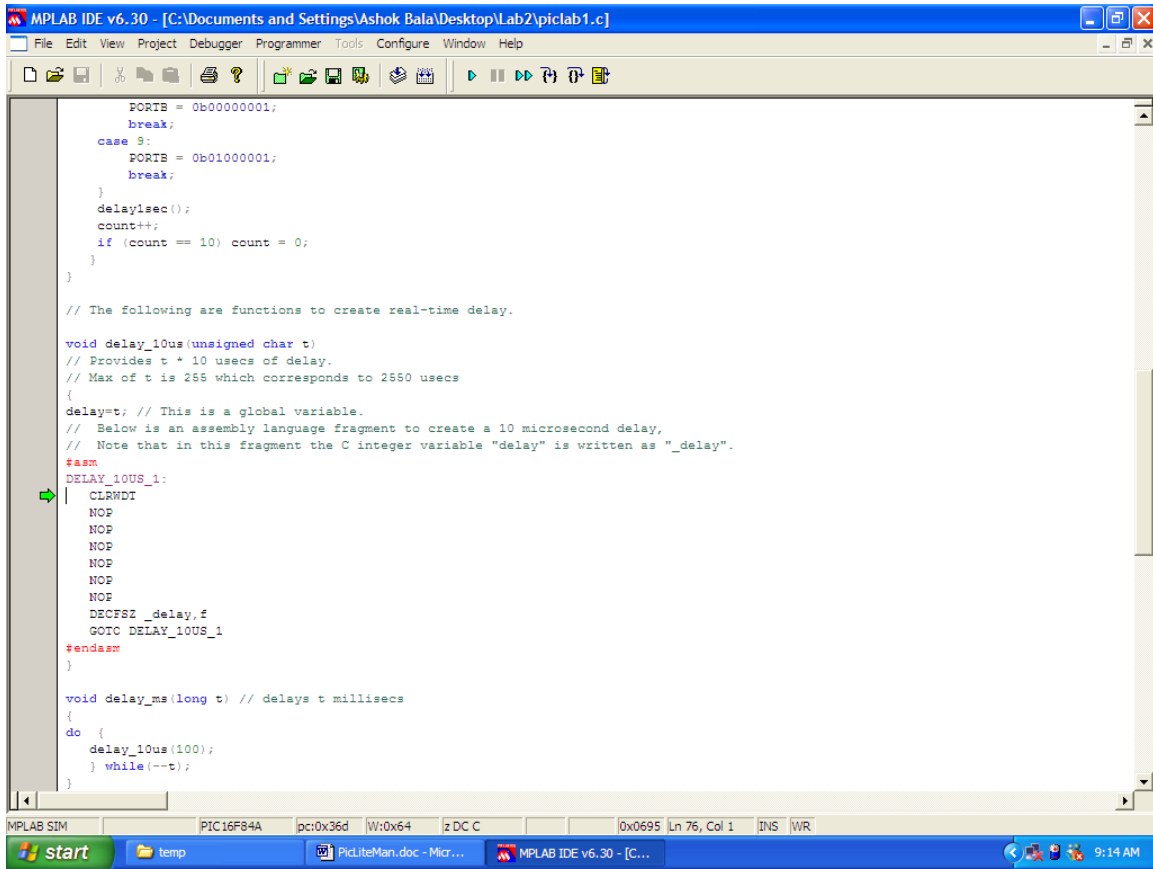 MPLAB IDE v6.30 - [C:\Documents and Settings\Ashok Bala\Desktop\Lab2\piclab1.c]
File Edit View Project Debugger Programmer Tools Configure Window Help
PORTB = 0b00000001;
break;
case 9:
PORTB = 0b01000001;
break;
}
delay1sec();
count++;
if (count == 10) count = 0;
}
}
// The following are functions to create real-time delay.
void delay_10us(unsigned char t)
// Provides t * 10 usecs of delay.
// Max of t is 255 which corresponds to 2550 usecs
{
delay=t; // This is a global variable.
//  Below is an assembly language fragment to create a 10 microsecond delay,
//  Note that in this fragment the C integer variable "delay" is written as "_delay".
#asm
DELAY_10US_1:
CLRWDT
NOP
NOP
NOP
NOP
NOP
NOP
DECFSZ _delay,f
GOTO DELAY_10US_1
#endasm
}
void delay_ms(long t) // delays t millisecs
{
do  {
delay_10us(100);
} while(--t);
}
MPLAB SIM PIC16F84A pc:0x36d W:0x64 z DC C 0x0695 Ln 76, Col 1 INS WR
start temp PicLiteMan.doc - Micr... MPLAB IDE v6.30 - [C... 9:14 AM